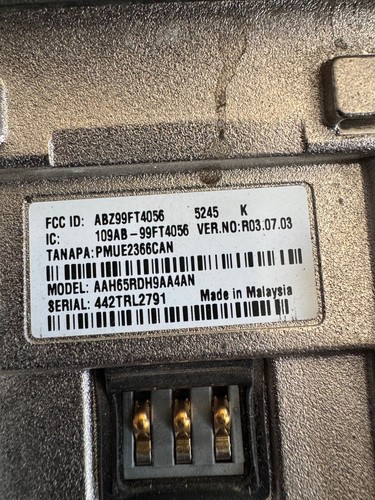 FCC ID: ABZ99FT4056 5245 K
IC: 109AB-99FT4056 VER.NO:R03.07.03
TANAPA:PMUE2366CAN
MODEL: AAH65RDH9AA4AN
SERIAL: 442TRL2791 Made in Malaysia